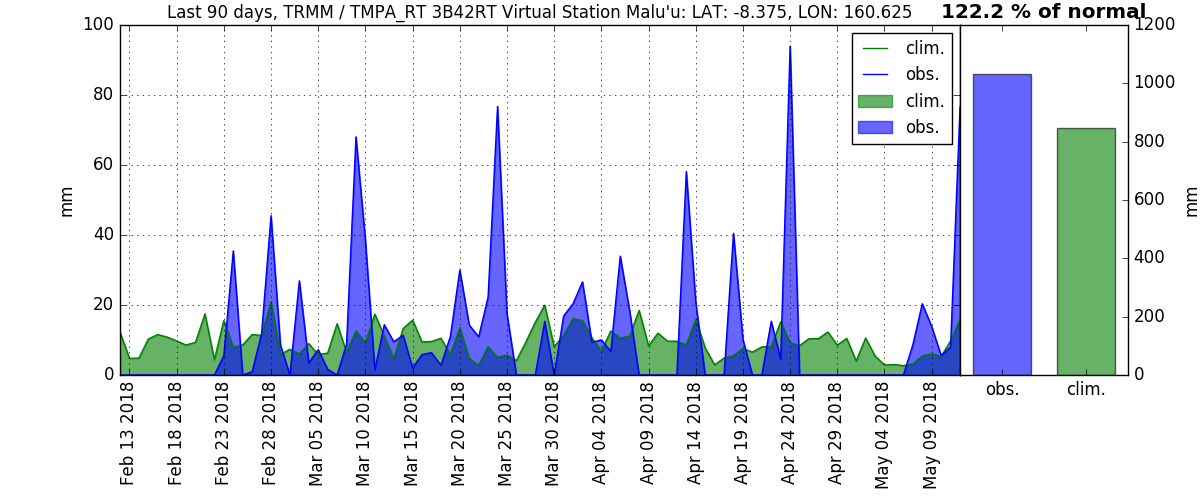 Last 90 days, TRMM / TMPA_RT 3B42RT Virtual Station Malu'u: LAT: -8.375, LON: 160.625
122.2 % of normal
100
80
60
40
20
0
mm
clim.
obs.
clim.
obs.
1200
1000
800
600
400
200
0
mm
obs.
clim.
Feb 13 2018
Feb 18 2018
Feb 23 2018
Feb 28 2018
Mar 05 2018
Mar 10 2018
Mar 15 2018
Mar 20 2018
Mar 25 2018
Mar 30 2018
Apr 04 2018
Apr 09 2018
Apr 14 2018
Apr 19 2018
Apr 24 2018
Apr 29 2018
May 04 2018
May 09 2018